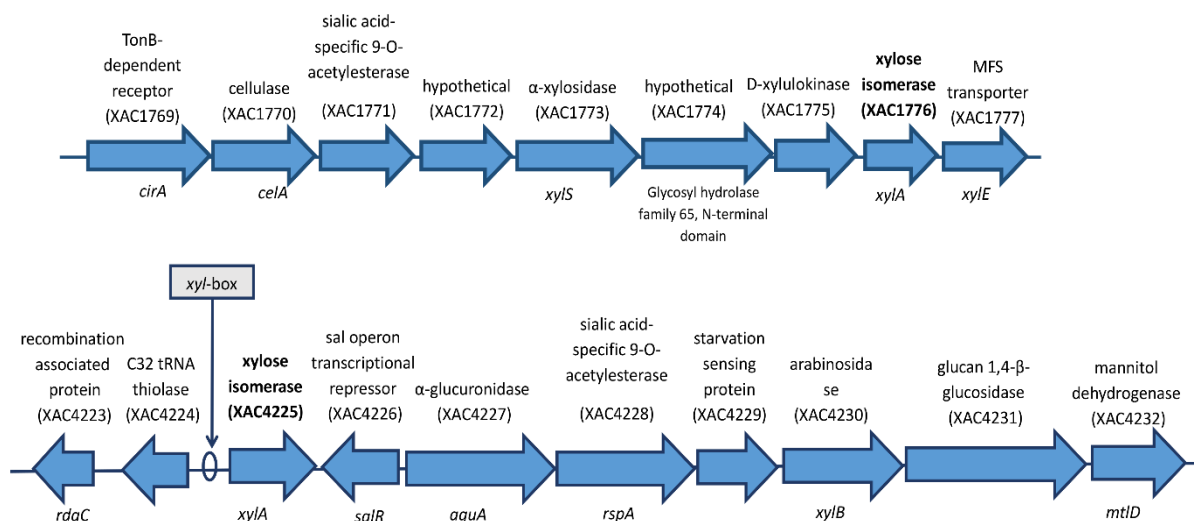 TonB-
dependent
receptor
(XAC1769)
cellulase
(XAC1770)
sialic acid-
specific 9-O-
acetylesterase
(XAC1771)
hypothetical
(XAC1772)
α-xylosidase
(XAC1773)
hypothetical
(XAC1774)
D-xylulokinase
(XAC1775)
xylose
isomerase
(XAC1776)
MFS
transporter
(XAC1777)
cirA
celA
xylS
Glycosyl hydrolase
family 65, N-terminal
domain
xylA
xylE
xyl-box
recombination
associated
protein
(XAC4223)
C32 tRNA
thiolase
(XAC4224)
xylose
isomerase
(XAC4225)
sal operon
transcriptional
repressor
(XAC4226)
α-glucuronidase
(XAC4227)
sialic acid-
specific 9-O-
acetylesterase
(XAC4228)
starvation
sensing
protein
(XAC4229)
arabinosida
se
(XAC4230)
glucan 1,4-β-
glucosidase
(XAC4231)
mannitol
dehydrogenase
(XAC4232)
rdgC
xylA
salR
aguA
rspA
xylB
mtlD